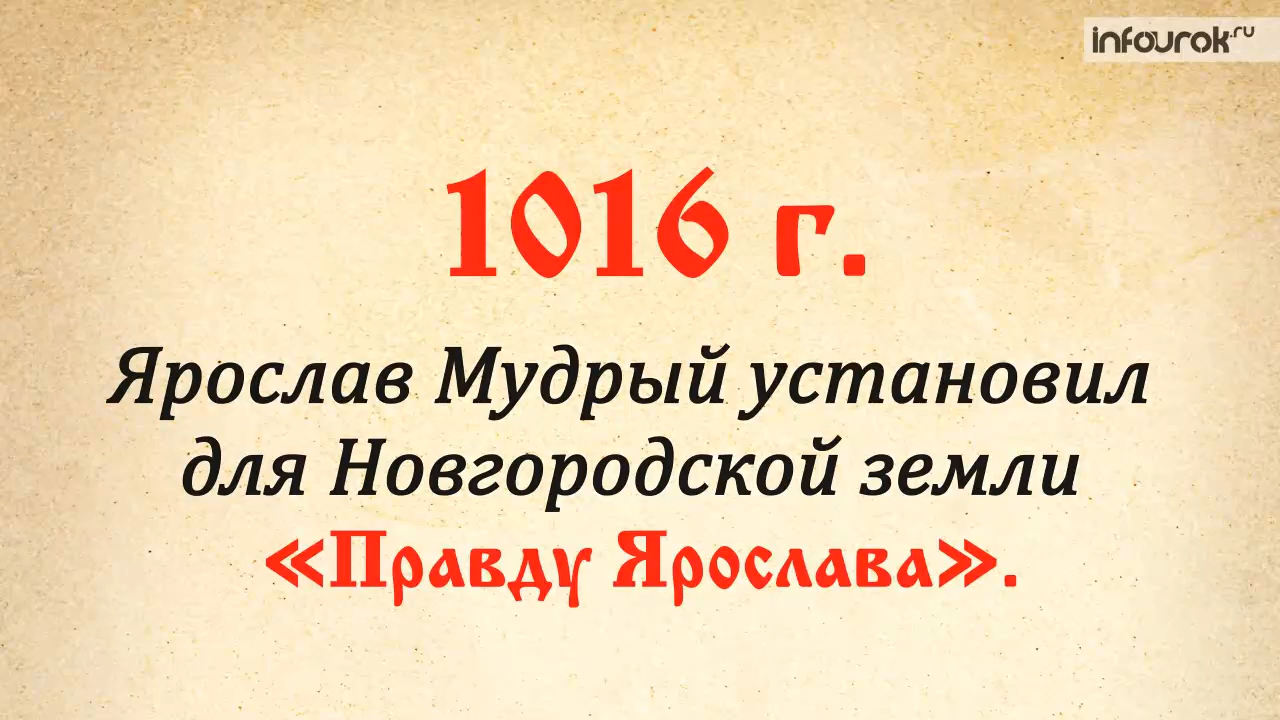 infourok.ru
1016 г.
Ярослав Мудрый установил
для Новгородской земли
«Правду Ярослава».